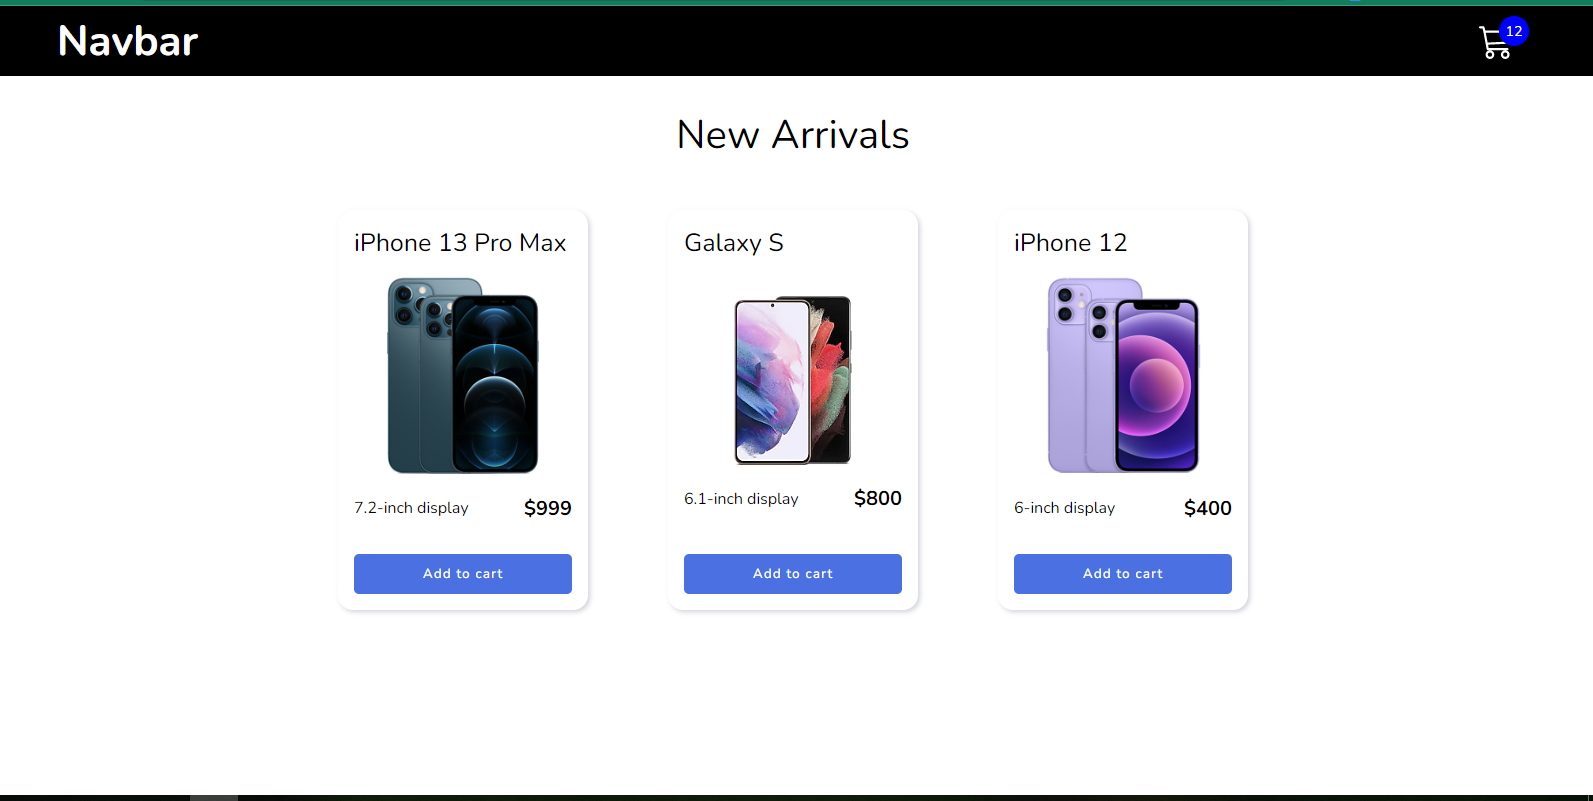 Navbar
12
New Arrivals
iPhone 13 Pro Max
Galaxy S
iPhone 12
7.2-inch display
$999
6.1-inch display
$800
6-inch display
$400
Add to cart
Add to cart
Add to cart